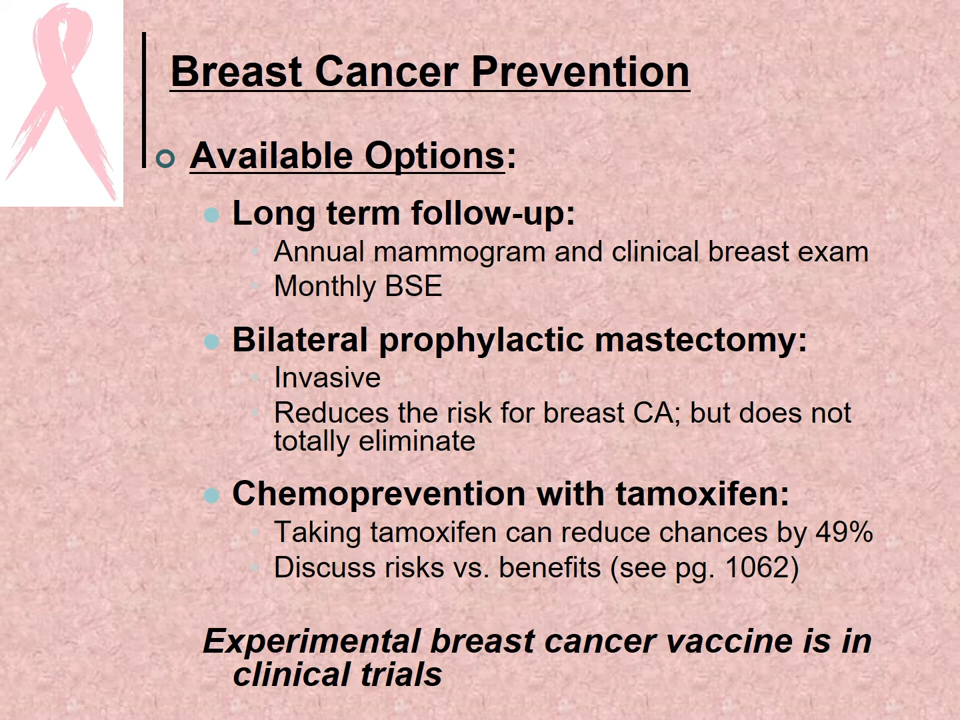 Breast Cancer Prevention
Available Options:
Long term follow-up:
Annual mammogram and clinical breast exam
Monthly BSE
Bilateral prophylactic mastectomy:
Invasive
Reduces the risk for breast CA; but does not
totally eliminate
Chemoprevention with tamoxifen:
Taking tamoxifen can reduce chances by 49%
Discuss risks vs. benefits (see pg. 1062)
Experimental breast cancer vaccine is in
clinical trials